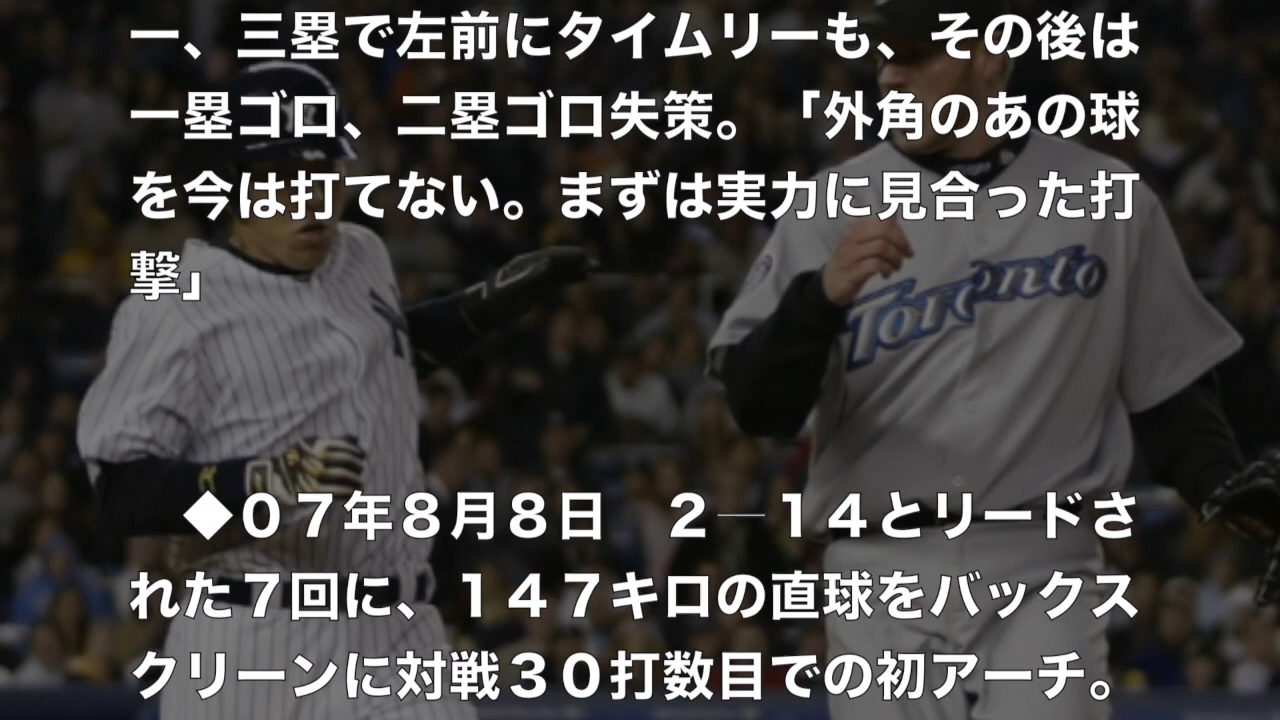 一、三塁で左前にタイムリーも、その後は
一塁ゴロ、二塁ゴロ失策。「外角のあの球
を今は打てない。まずは実力に見合った打
撃」
Toronto
◆０７年８月８日　２―１４とリードさ
れた７回に、１４７キロの直球をバックス
クリーンに対戦３０打数目での初アーチ。